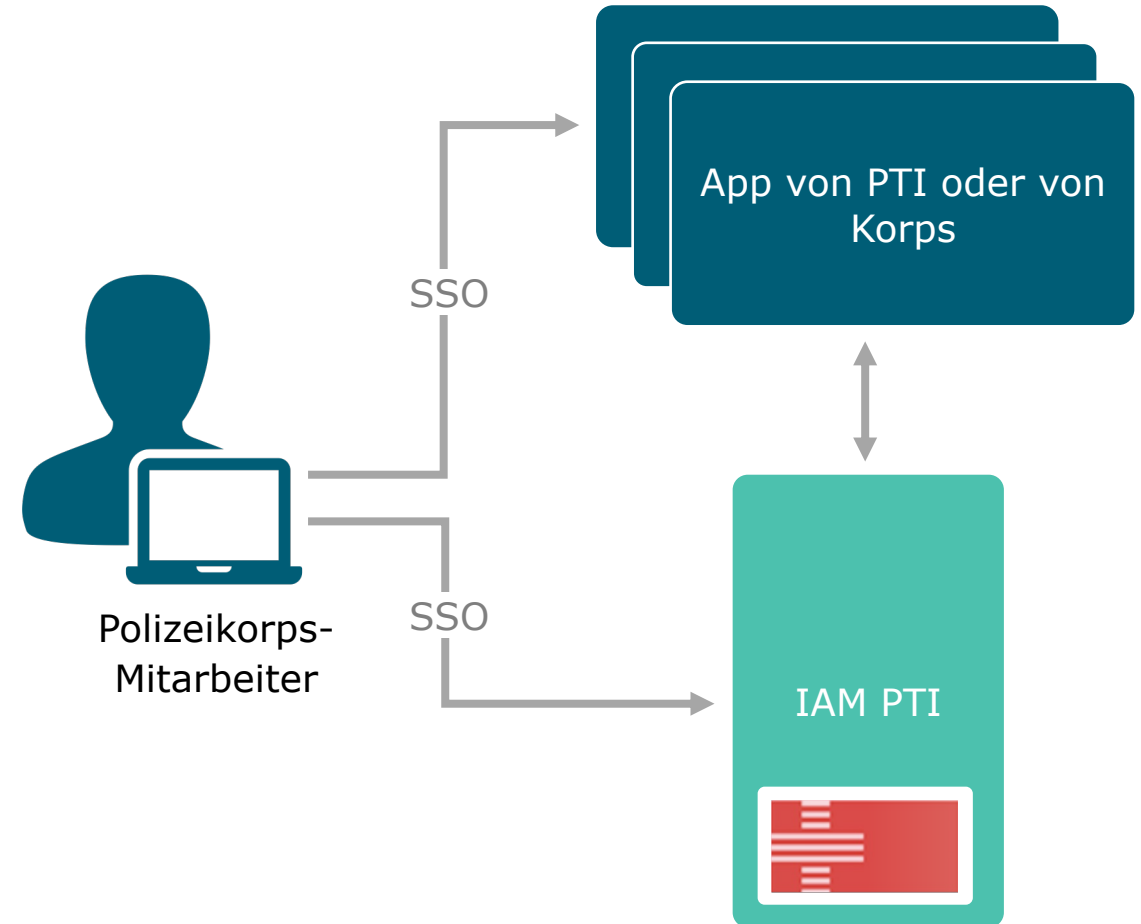 App von PTI oder von
Korps
SSO
SSO
Polizeikorps-
Mitarbeiter
IAM PTI